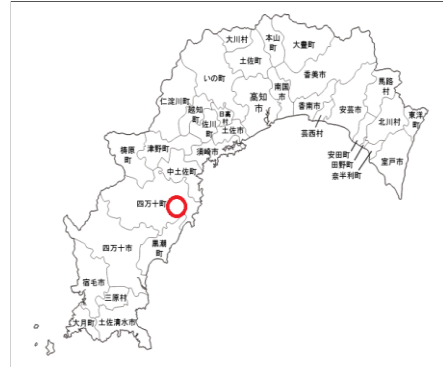 大川村
本山
町
大豊町
土佐町
いの町
香美市
馬路
村
仁淀川町
越知
町
日高
村
高知
市
南国
市
香南市
安芸市
東洋
町
北川村
佐川
町
土佐市
芸西村
梼原
町
津野町
須崎市
安田町
田野町
奈半利町
室戸市
中土佐町
四万十町
四万十市
黒潮
町
宿毛市
三原村
大月町
土佐清水市